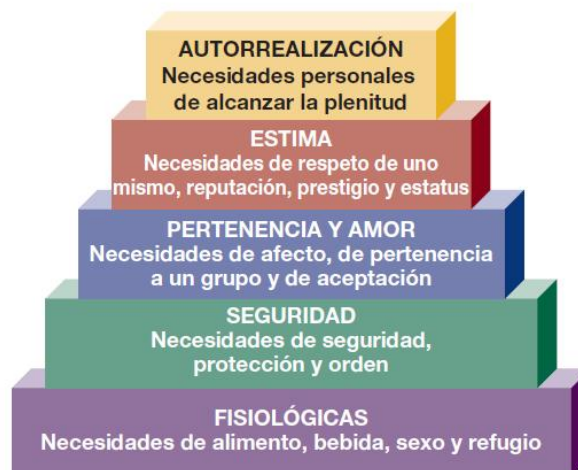 AUTORREALIZACIÓN
Necesidades personales
de alcanzar la plenitud
ESTIMA
Necesidades de respeto de uno
mismo, reputación, prestigio y estatus
PERTENENCIA Y AMOR
Necesidades de afecto, de pertenencia
a un grupo y de aceptación
SEGURIDAD
Necesidades de seguridad,
protección y orden
FISIOLÓGICAS
Necesidades de alimento, bebida, sexo y refugio